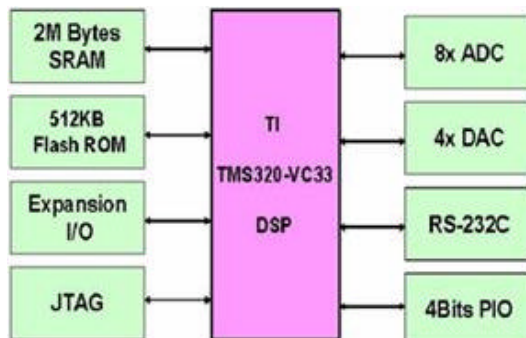 2M Bytes
SRAM
512KB
Flash ROM
Expansion
I/O
JTAG
TI
TMS320-VC33
DSP
8x ADC
4x DAC
RS-232C
4Bits PIO